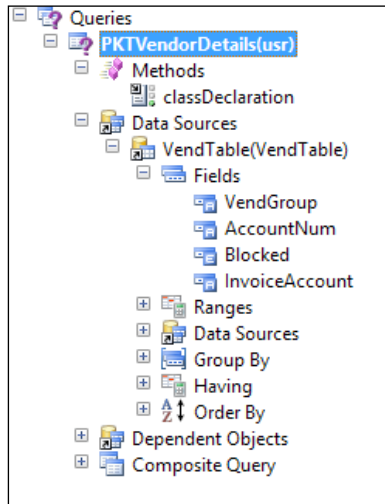 Queries
PKTVendorDetails(usr)
Methods
classDeclaration
Data Sources
VendTable(VendTable)
Fields
VendGroup
AccountNum
Blocked
InvoiceAccount
Ranges
Data Sources
Group By
Having
Order By
Dependent Objects
Composite Query